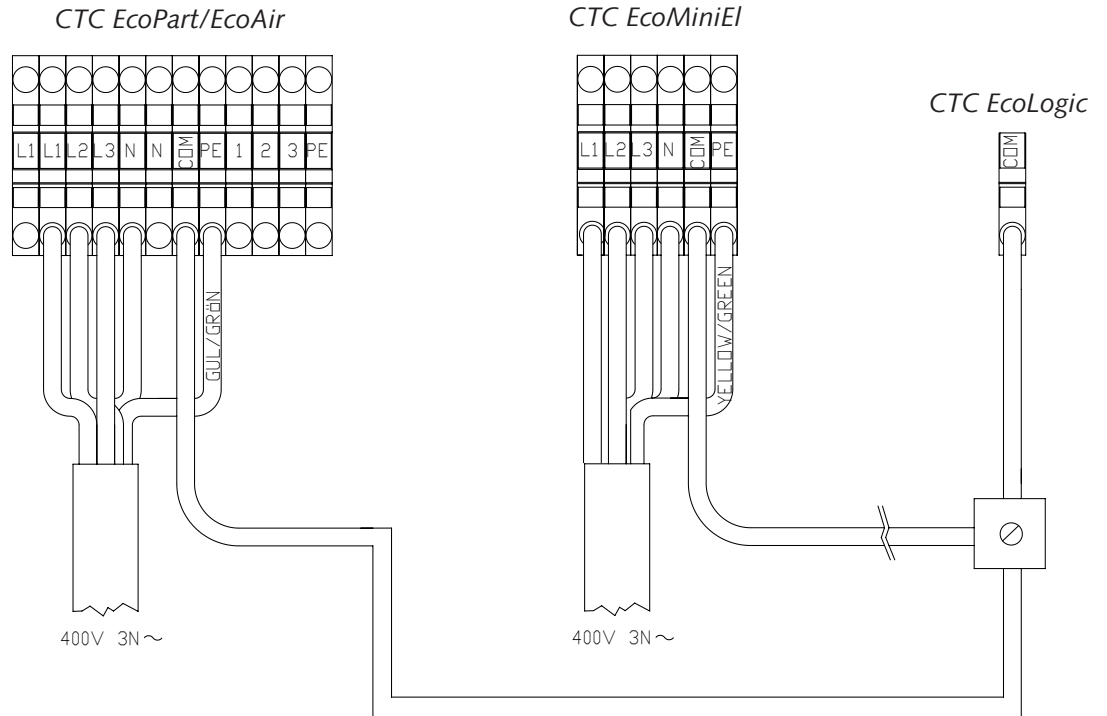 CTC EcoPart/EcoAir
CTC EcoMiniEl
CTC EcoLogic
L1 L1 L2 L3 N N COM PE 1 2 3 PE
L1 L2 L3 N COM PE
COM
GUL/GRÖN
YELLOW/GREEN
400V 3N~
400V 3N~